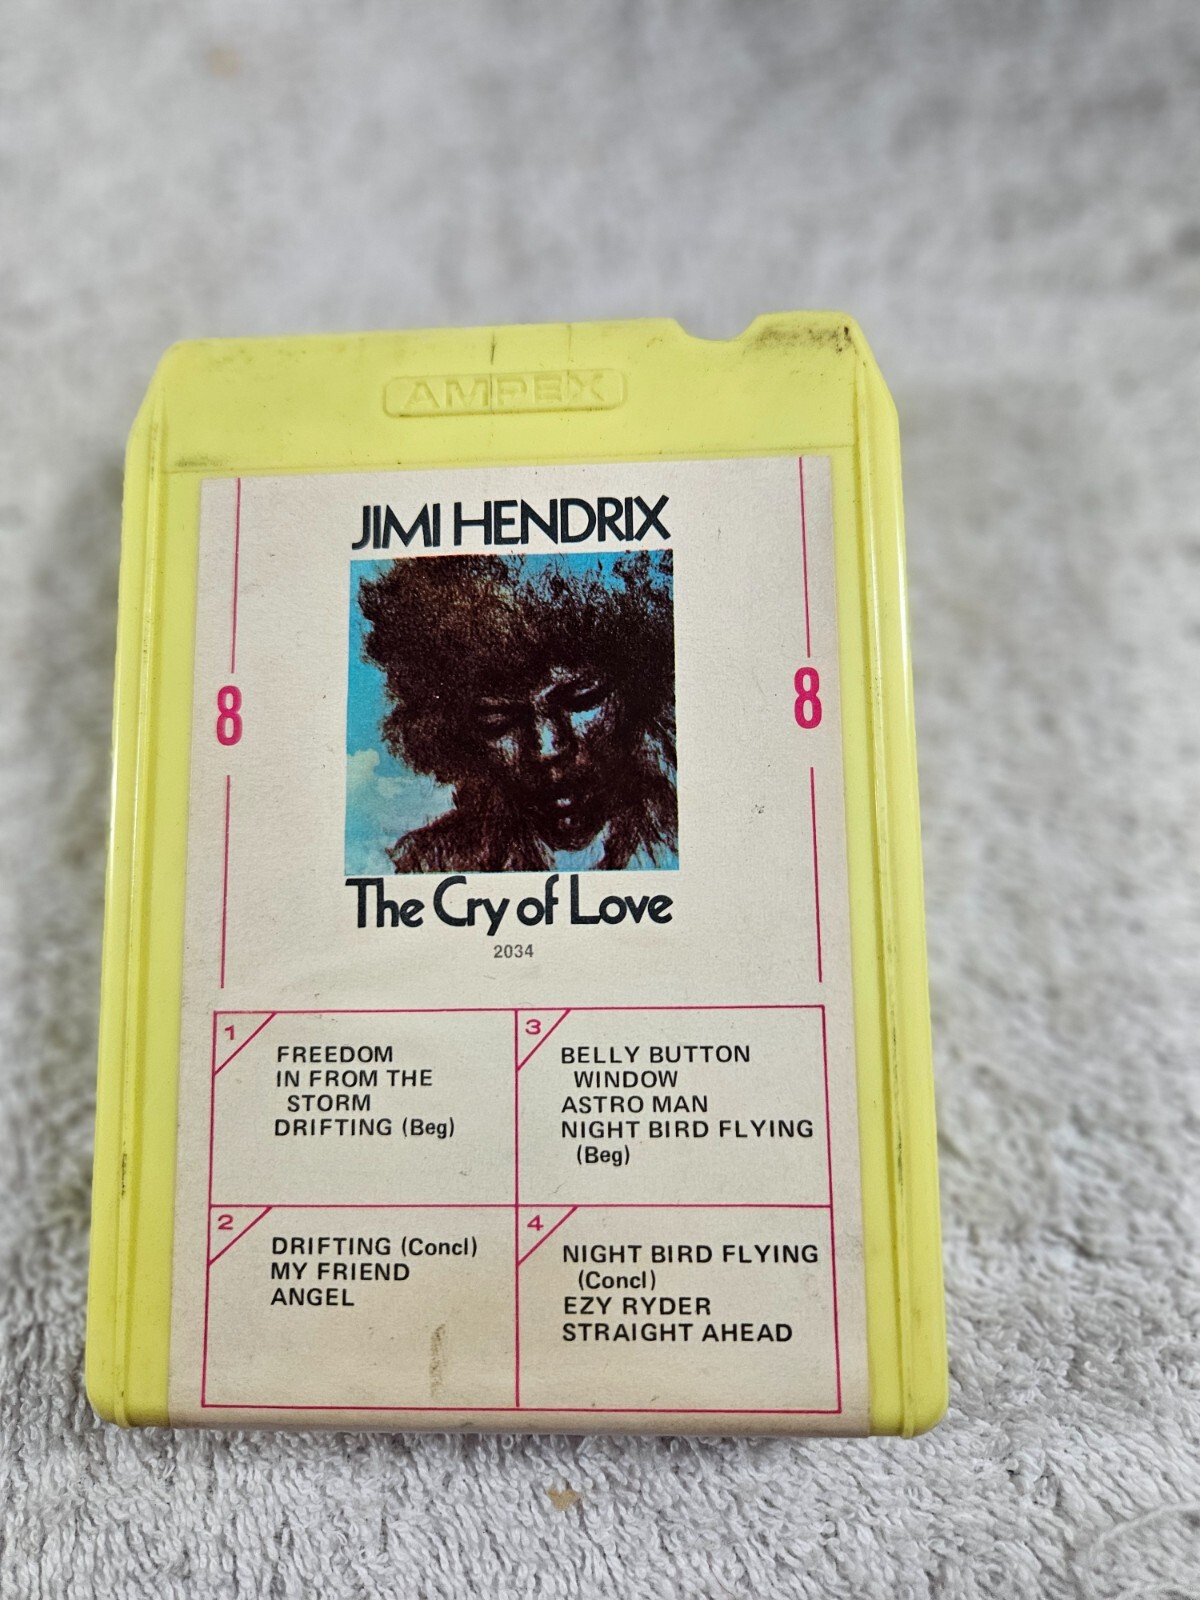 AMPEX
JIMI HENDRIX
8
8
The Cry of Love
2034
1
FREEDOM
IN FROM THE
STORM
DRIFTING (Beg)
2
DRIFTING (Concl)
MY FRIEND
ANGEL
3
BELLY BUTTON
WINDOW
ASTRO MAN
NIGHT BIRD FLYING
(Beg)
4
NIGHT BIRD FLYING
(Concl)
EZY RYDER
STRAIGHT AHEAD